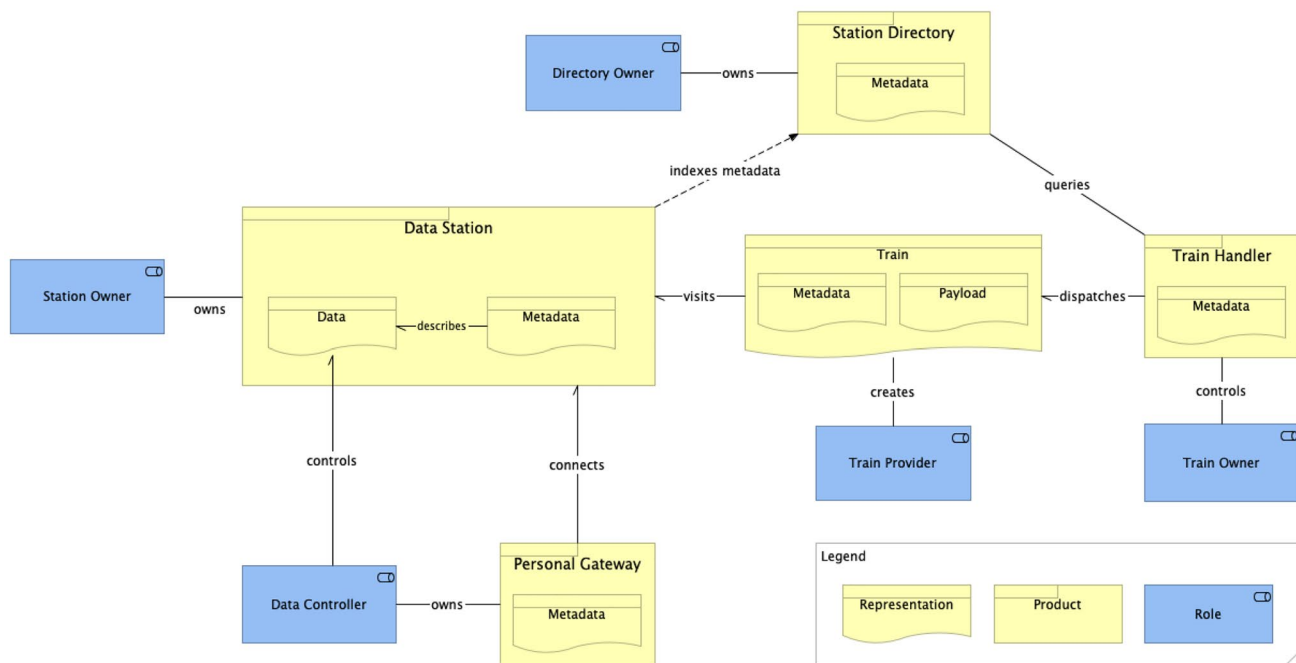 Station Directory
Directory Owner
owns
Metadata
indexes metadata
queries
Data Station
Station Owner
owns
Data
describes
Metadata
visits
Train
Metadata
Payload
dispatches
Train Handler
Metadata
creates
controls
Train Provider
Train Owner
controls
connects
Data Controller
owns
Personal Gateway
Metadata
Legend
Representation
Product
Role